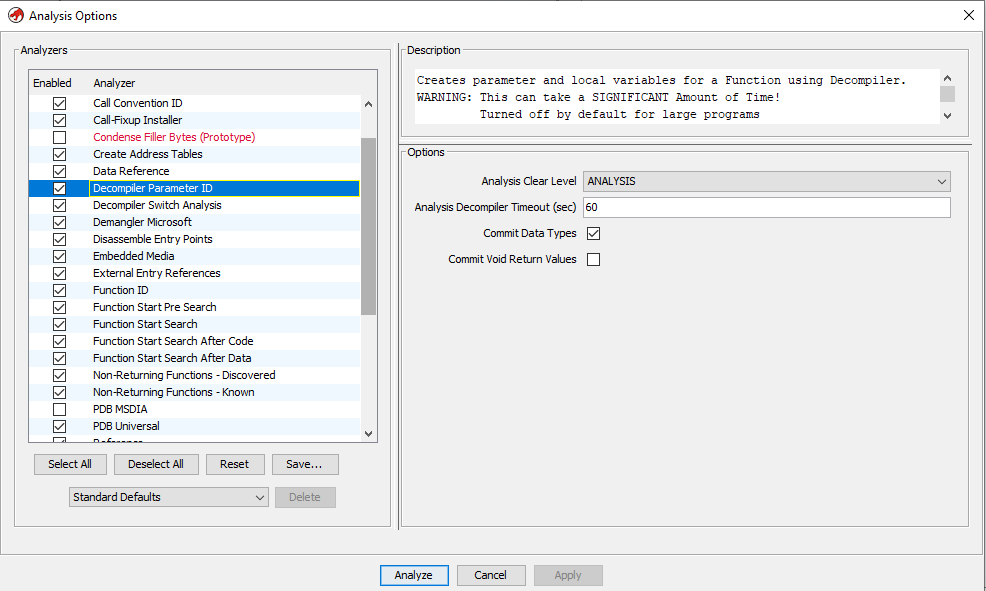 Analysis Options
Analyzers
Enabled Analyzer
Call Convention ID
Call-Fixup Installer
Condense Filler Bytes (Prototype)
Create Address Tables
Data Reference
Decompiler Parameter ID
Decompiler Switch Analysis
Demangler Microsoft
Disassemble Entry Points
Embedded Media
External Entry References
Function ID
Function Start Pre Search
Function Start Search
Function Start Search After Code
Function Start Search After Data
Non-Returning Functions - Discovered
Non-Returning Functions - Known
PDB MSDIA
PDB Universal
Reference
Select All Deselect All Reset Save...
Standard Defaults Delete
Description
Creates parameter and local variables for a Function using Decompiler.
WARNING: This can take a SIGNIFICANT Amount of Time!
Turned off by default for large programs
Options
Analysis Clear Level ANALYSIS
Analysis Decompiler Timeout (sec) 60
Commit Data Types
Commit Void Return Values
Analyze Cancel Apply